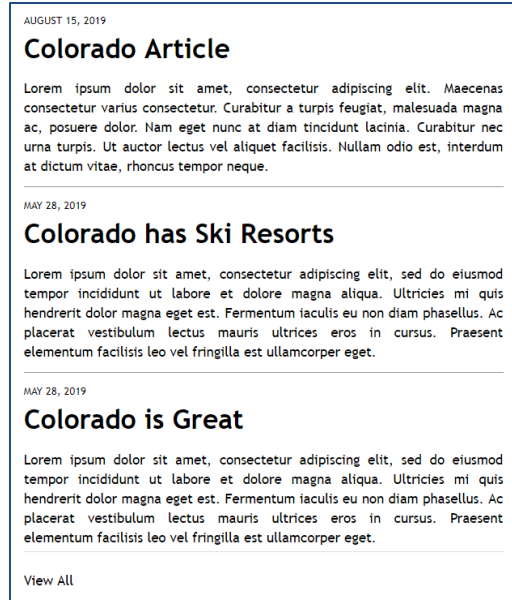 AUGUST 15, 2019
Colorado Article
Lorem ipsum dolor sit amet, consectetur adipiscing elit. Maecenas
consectetur varius consectetur. Curabitur a turpis feugiat, malesuada magna
ac, posuere dolor. Nam eget nunc at diam tincidunt lacinia. Curabitur nec
urna turpis. Ut auctor lectus vel aliquet facilisis. Nullam odio est, interdum
at dictum vitae, rhoncus tempor neque.
MAY 28, 2019
Colorado has Ski Resorts
Lorem ipsum dolor sit amet, consectetur adipiscing elit, sed do eiusmod
tempor incididunt ut labore et dolore magna aliqua. Ultricies mi quis
hendrerit dolor magna eget est. Fermentum iaculis eu non diam phasellus. Ac
placerat vestibulum lectus mauris ultrices eros in cursus. Praesent
elementum facilisis leo vel fringilla est ullamcorper eget.
MAY 28, 2019
Colorado is Great
Lorem ipsum dolor sit amet, consectetur adipiscing elit, sed do eiusmod
tempor incididunt ut labore et dolore magna aliqua. Ultricies mi quis
hendrerit dolor magna eget est. Fermentum iaculis eu non diam phasellus. Ac
placerat vestibulum lectus mauris ultrices eros in cursus. Praesent
elementum facilisis leo vel fringilla est ullamcorper eget.
View All